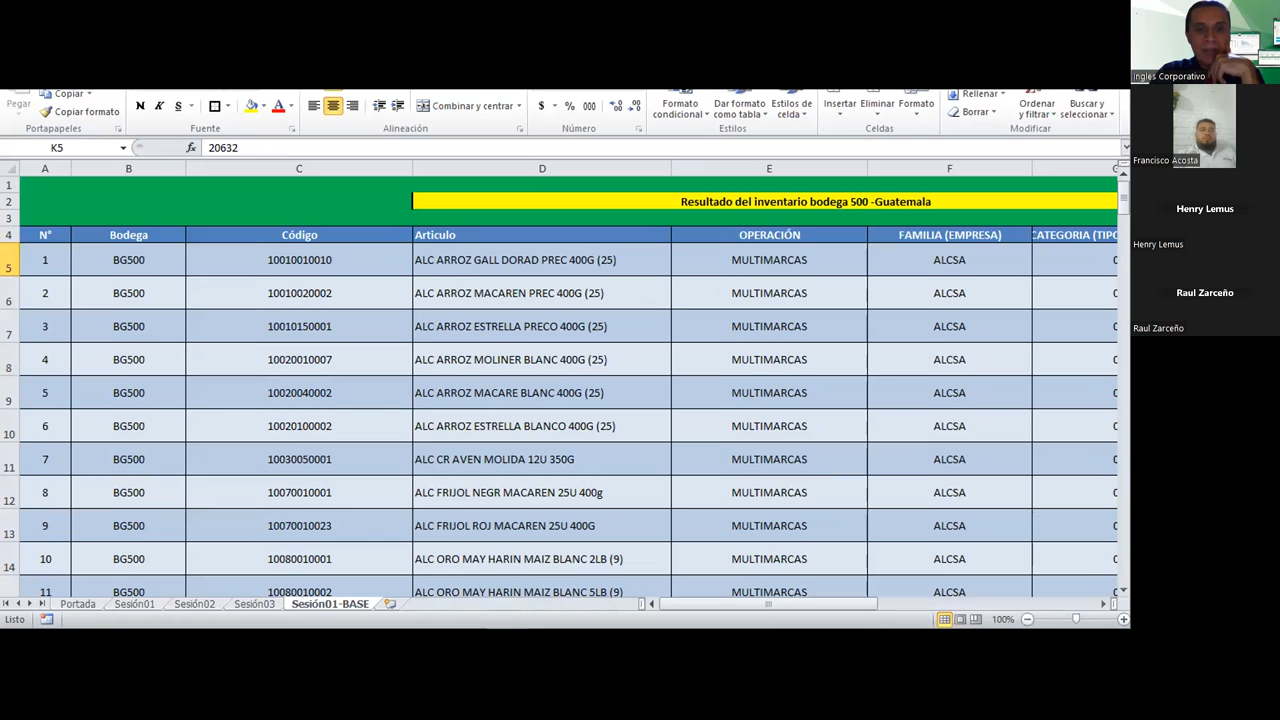 Pegar
Copiar
Copiar formato
Portapapeles
N K S
Fuente
A
Combinar y centrar
Alineación
$ % 000
Número
Formato condicional
Dar formato como tabla
Estilos de celda
Estilos
Insertar
Eliminar
Formato
Celdas
Rellenar
Borrar
Ordenar y filtrar
Buscar y seleccionar
Modificar
K5
fx 20632
A B C D E F G
1
2 Resultado del inventario bodega 500 -Guatemala
3
4 N° Bodega Código Articulo OPERACIÓN FAMILIA (EMPRESA) CATEGORIA (TIPO
5 1 BG500 10010010010 ALC ARROZ GALL DORAD PREC 400G (25) MULTIMARCAS ALCSA 0
6 2 BG500 10010020002 ALC ARROZ MACAREN PREC 400G (25) MULTIMARCAS ALCSA 0
7 3 BG500 10010150001 ALC ARROZ ESTRELLA PRECO 400G (25) MULTIMARCAS ALCSA 0
8 4 BG500 10020010007 ALC ARROZ MOLINER BLANC 400G (25) MULTIMARCAS ALCSA 0
9 5 BG500 10020040002 ALC ARROZ MACARE BLANC 400G (25) MULTIMARCAS ALCSA 0
10 6 BG500 10020100002 ALC ARROZ ESTRELLA BLANCO 400G (25) MULTIMARCAS ALCSA 0
11 7 BG500 10030050001 ALC CR AVEN MOLIDA 12U 350G MULTIMARCAS ALCSA 0
12 8 BG500 10070010001 ALC FRIJOL NEGR MACAREN 25U 400g MULTIMARCAS ALCSA 0
13 9 BG500 10070010023 ALC FRIJOL ROJ MACAREN 25U 400G MULTIMARCAS ALCSA 0
14 10 BG500 10080010001 ALC ORO MAY HARIN MAIZ BLANC 2LB (9) MULTIMARCAS ALCSA 0
11 BG500 10080010002 ALC ORO MAY HARIN MAIZ BLANC 5LB (9) MULTIMARCAS ALCSA 0
Portada Sesión01 Sesión02 Sesión03 Sesión01-BASE
Listo
100%
Ingles Corporativo
Francisco Acosta
Henry Lemus
Henry Lemus
Raul Zarceño
Raul Zarceño